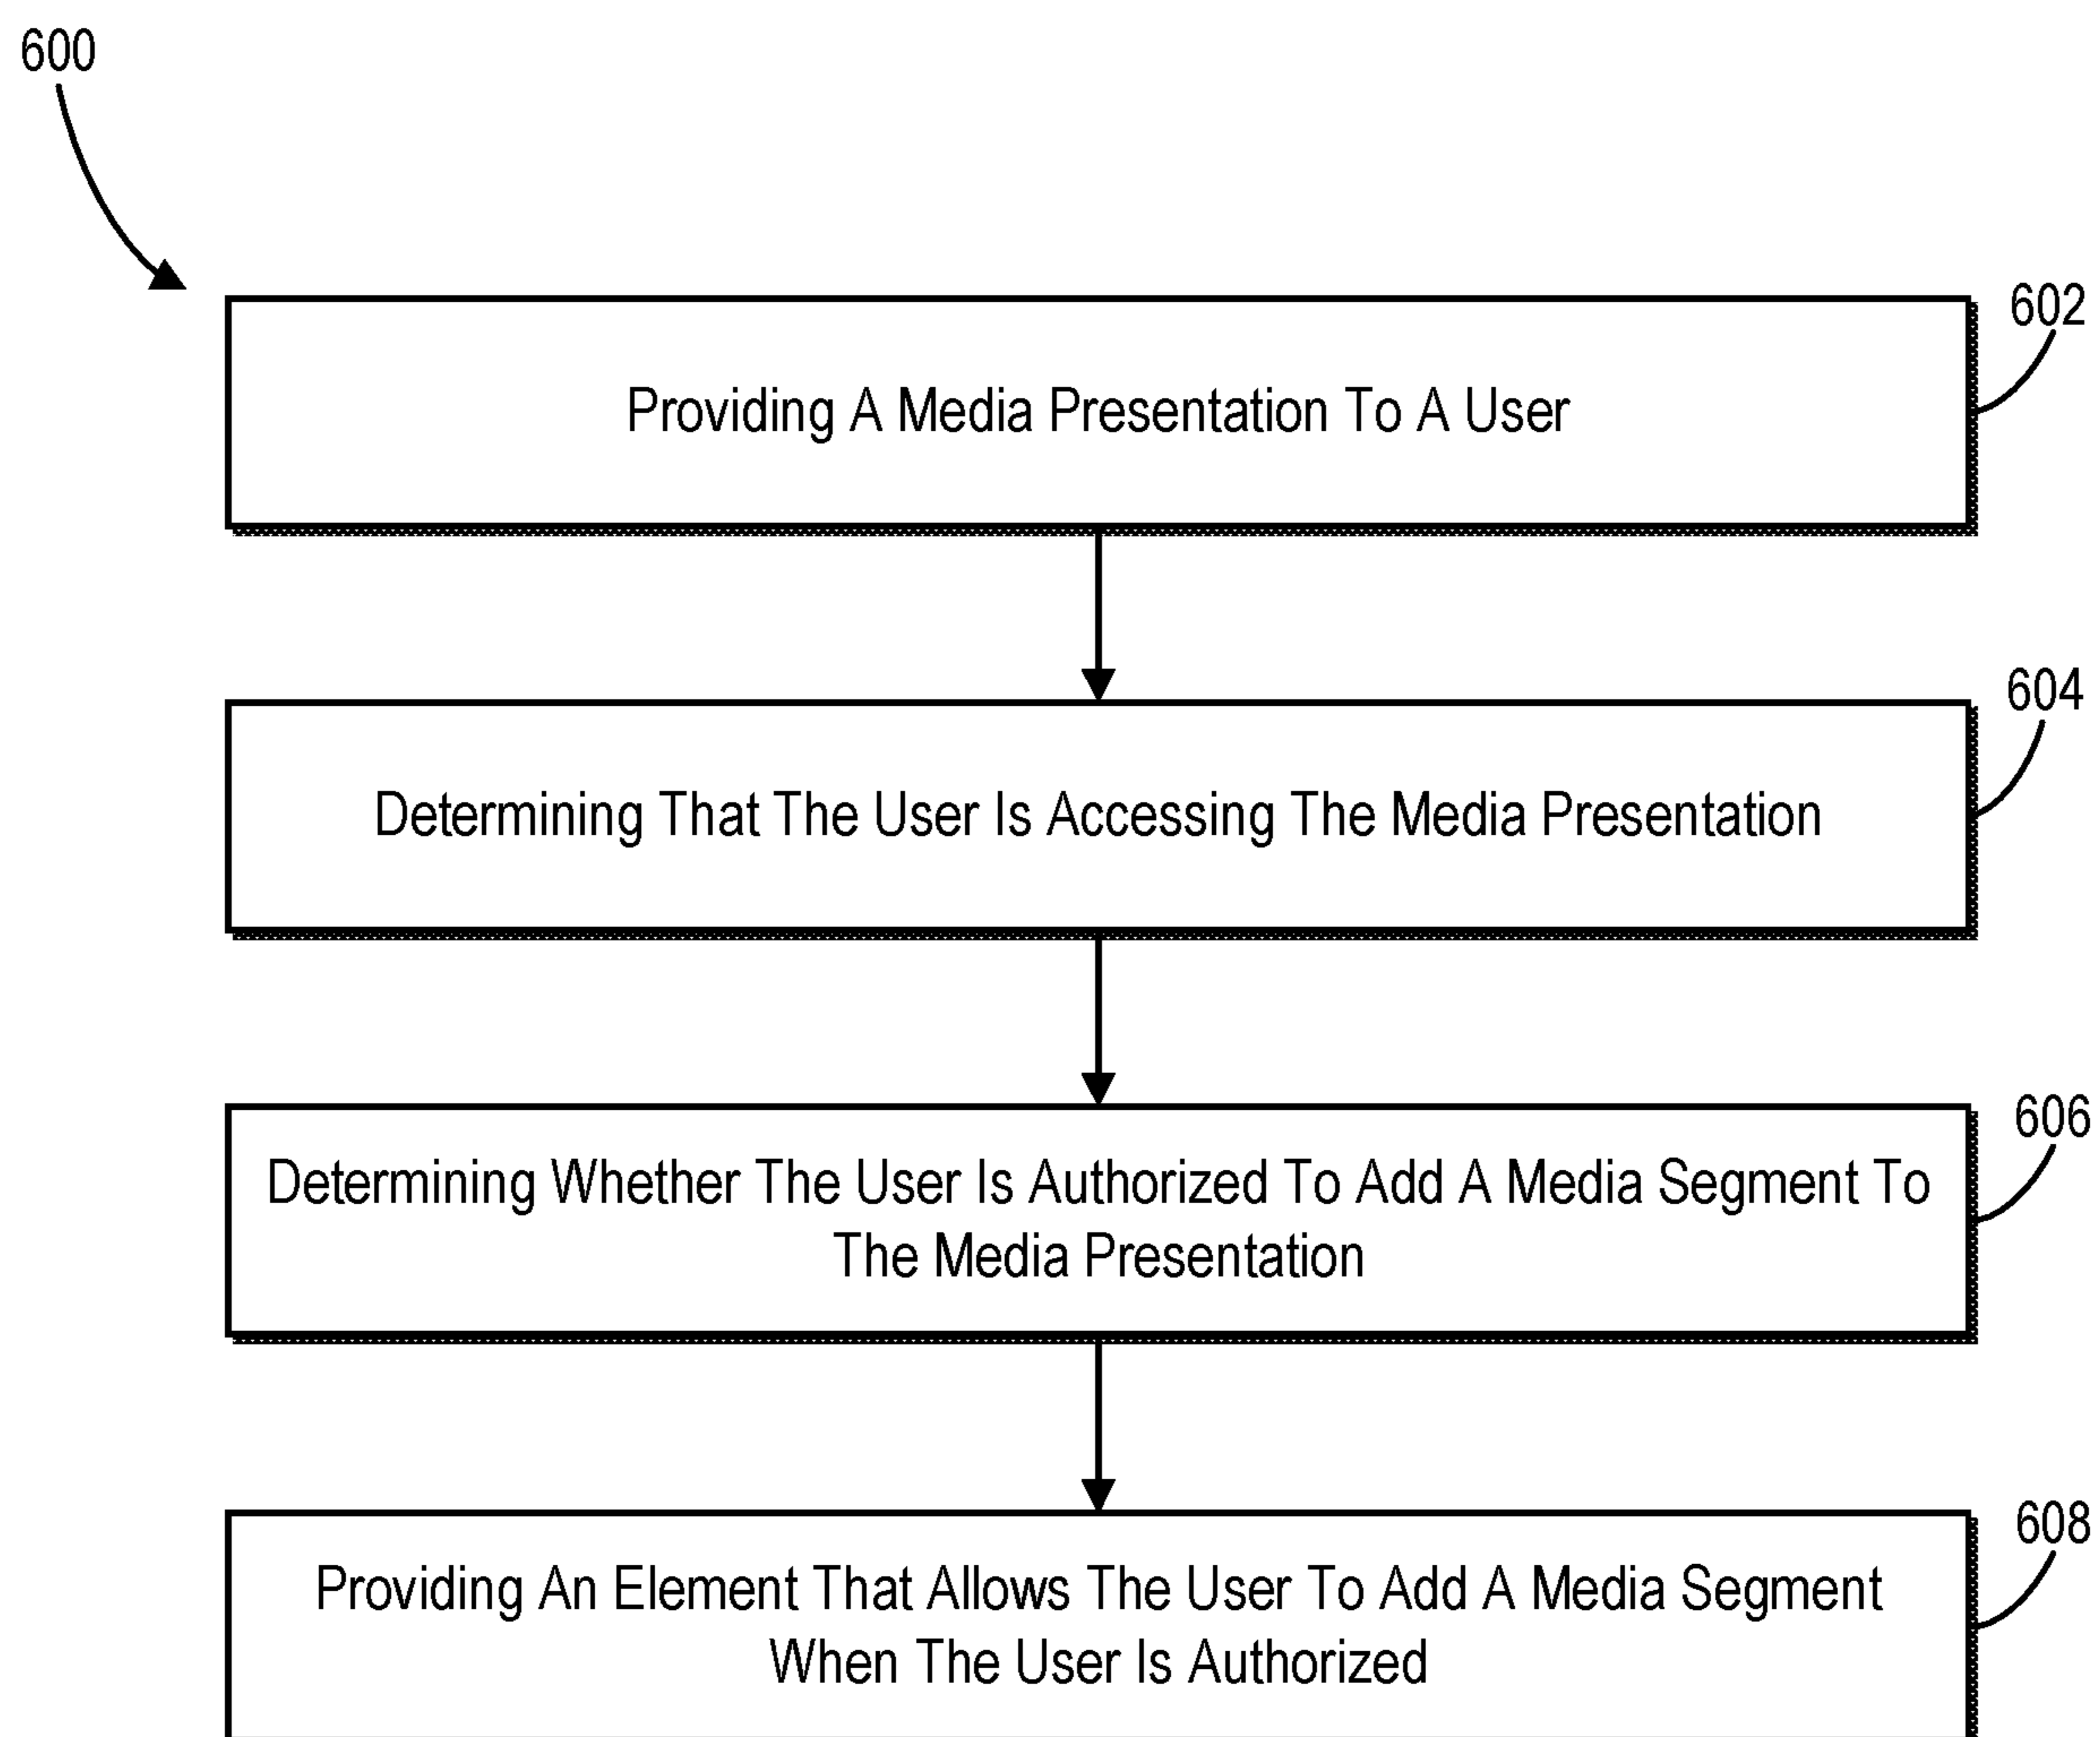 600
602
Providing A Media Presentation To A User
604
Determining That The User Is Accessing The Media Presentation
606
Determining Whether The User Is Authorized To Add A Media Segment To
The Media Presentation
608
Providing An Element That Allows The User To Add A Media Segment
When The User Is Authorized